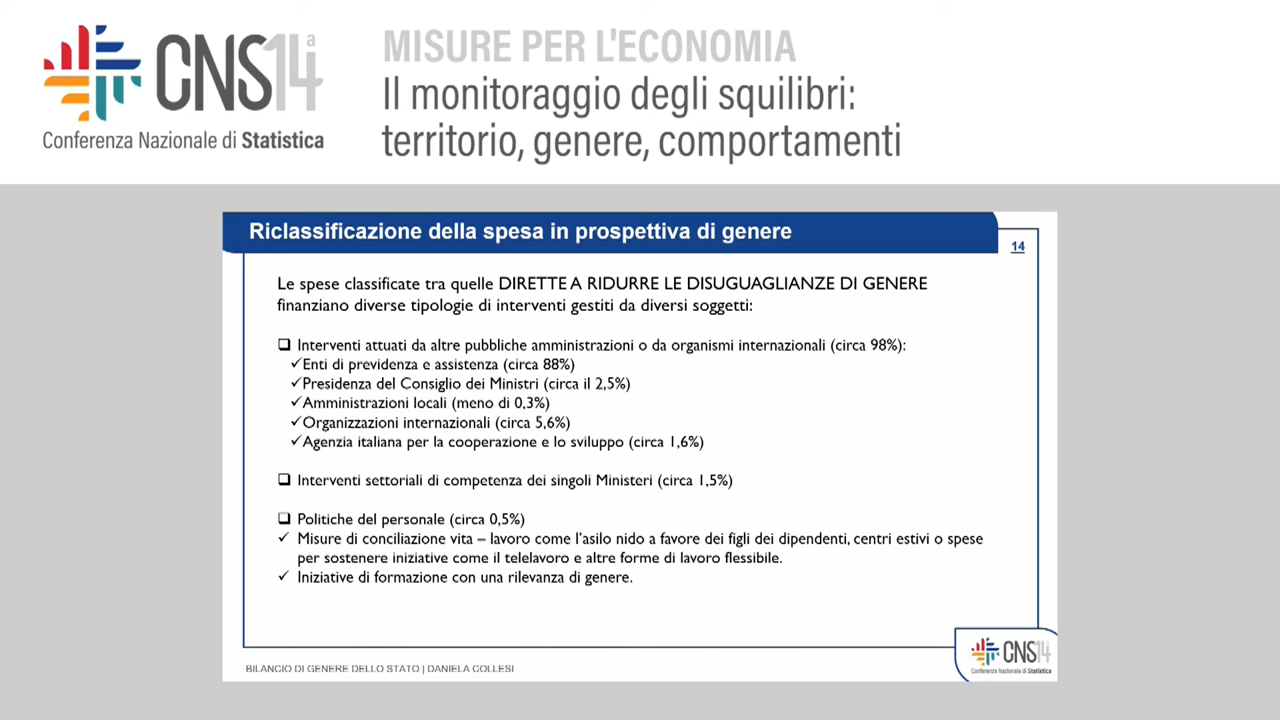 CNS14a
Conferenza Nazionale di Statistica
MISURE PER L'ECONOMIA
Il monitoraggio degli squilibri:
territorio, genere, comportamenti
Riclassificazione della spesa in prospettiva di genere
14
Le spese classificate tra quelle DIRETTE A RIDURRE LE DISUGUAGLIANZE DI GENERE
finanziano diverse tipologie di interventi gestiti da diversi soggetti:
❑ Interventi attuati da altre pubbliche amministrazioni o da organismi internazionali (circa 98%):
✓Enti di previdenza e assistenza (circa 88%)
✓Presidenza del Consiglio dei Ministri (circa il 2,5%)
✓Amministrazioni locali (meno di 0,3%)
✓Organizzazioni internazionali (circa 5,6%)
✓Agenzia italiana per la cooperazione e lo sviluppo (circa 1,6%)
❑ Interventi settoriali di competenza dei singoli Ministeri (circa 1,5%)
❑ Politiche del personale (circa 0,5%)
✓ Misure di conciliazione vita – lavoro come l'asilo nido a favore dei figli dei dipendenti, centri estivi o spese
per sostenere iniziative come il telelavoro e altre forme di lavoro flessibile.
✓ Iniziative di formazione con una rilevanza di genere.
BILANCIO DI GENERE DELLO STATO | DANIELA COLLESI
CNS14a
Conferenza Nazionale di Statistica